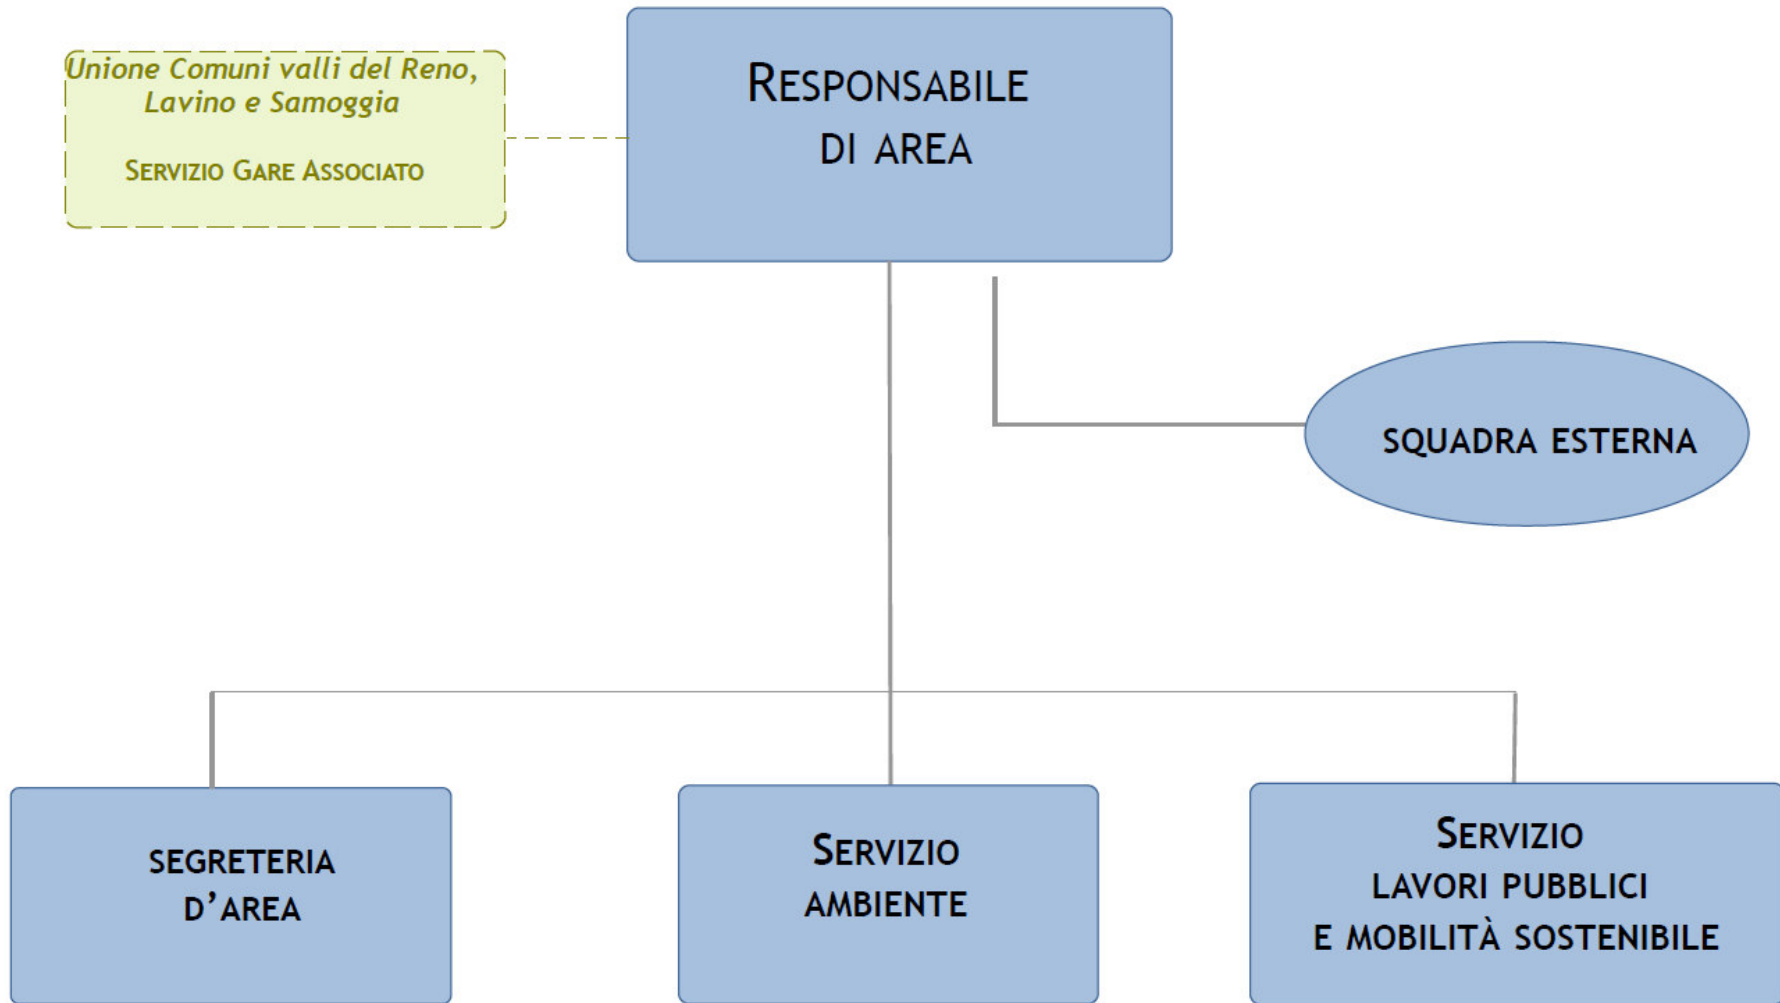 Unione Comuni valli del Reno,
Lavino e Samoggia
Servizio Gare Associato
Responsabile
di area
squadra esterna
segreteria
d’area
Servizio
ambiente
Servizio
lavori pubblici
e mobilità sostenibile